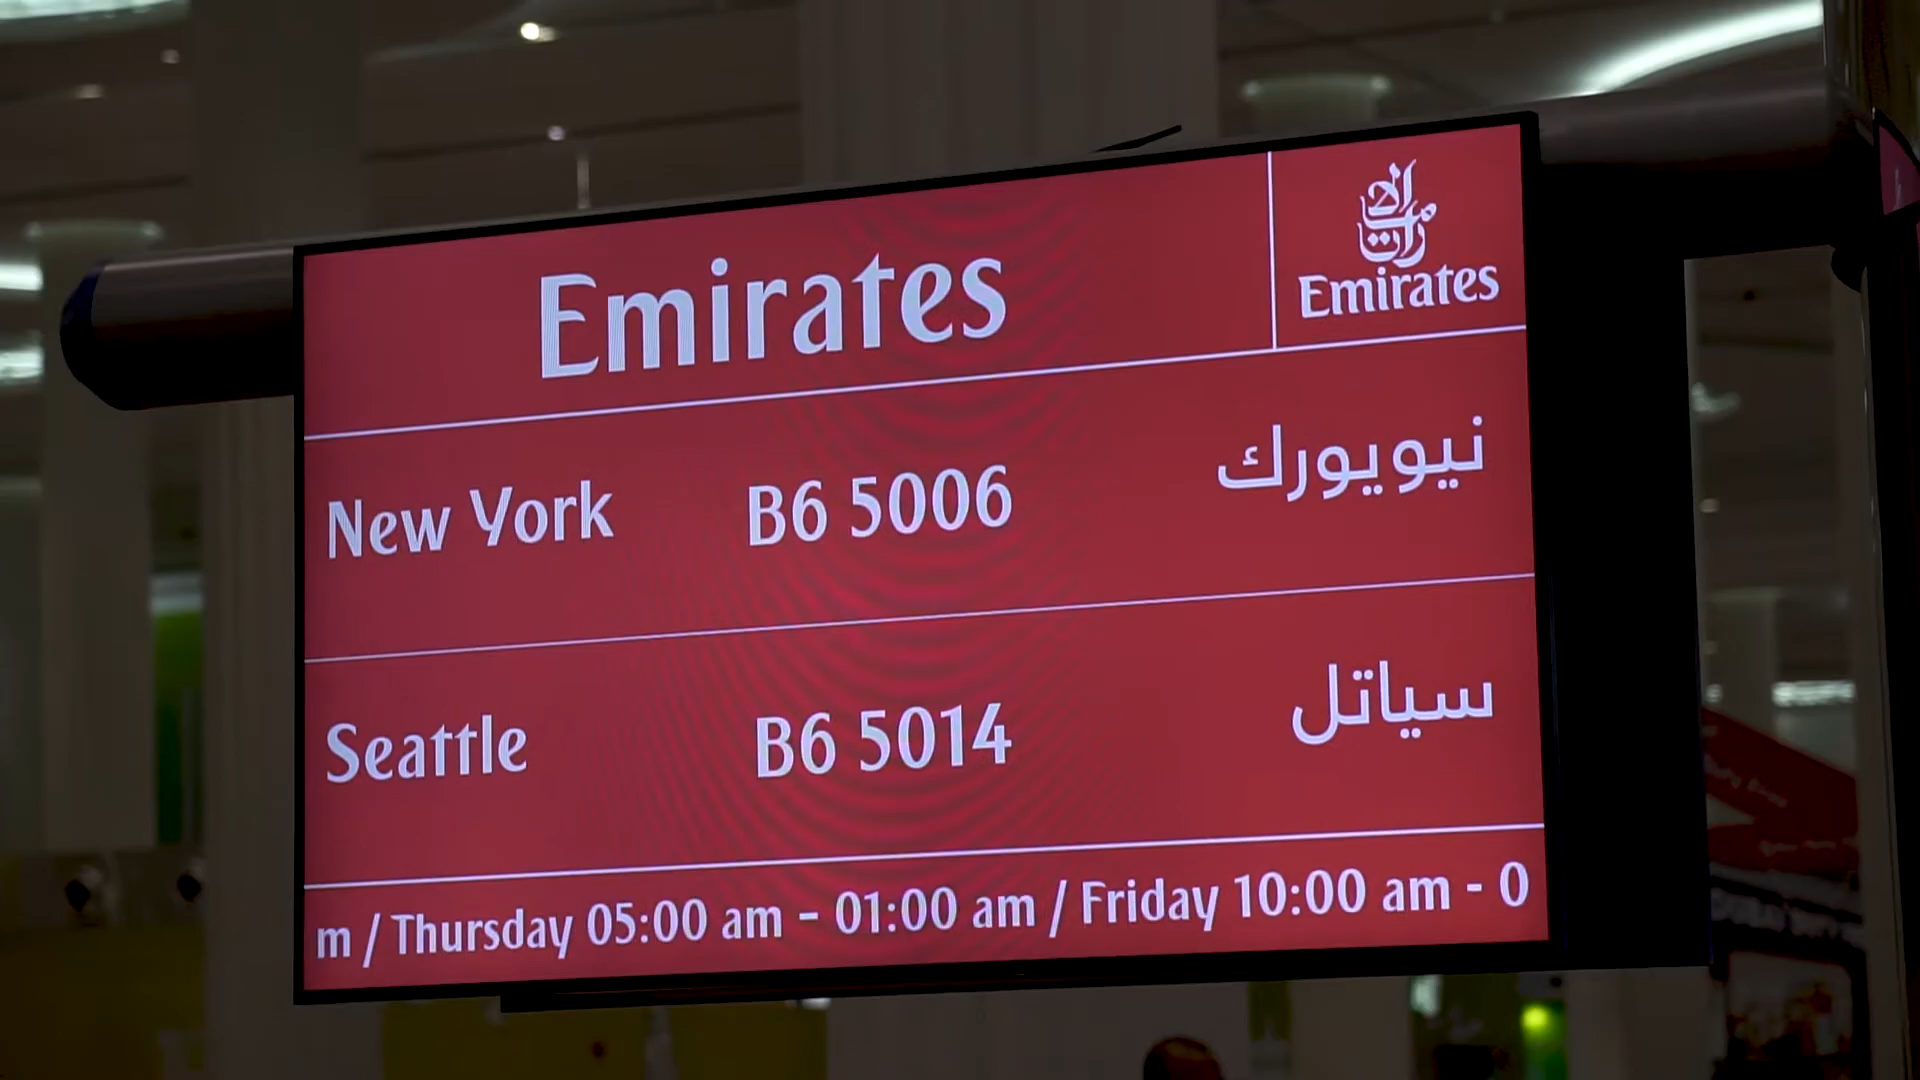 Emirates
الإمارات
Emirates
New York B6 5006 نيويورك
Seattle B6 5014 سياتل
m / Thursday 05:00 am - 01:00 am / Friday 10:00 am - 0